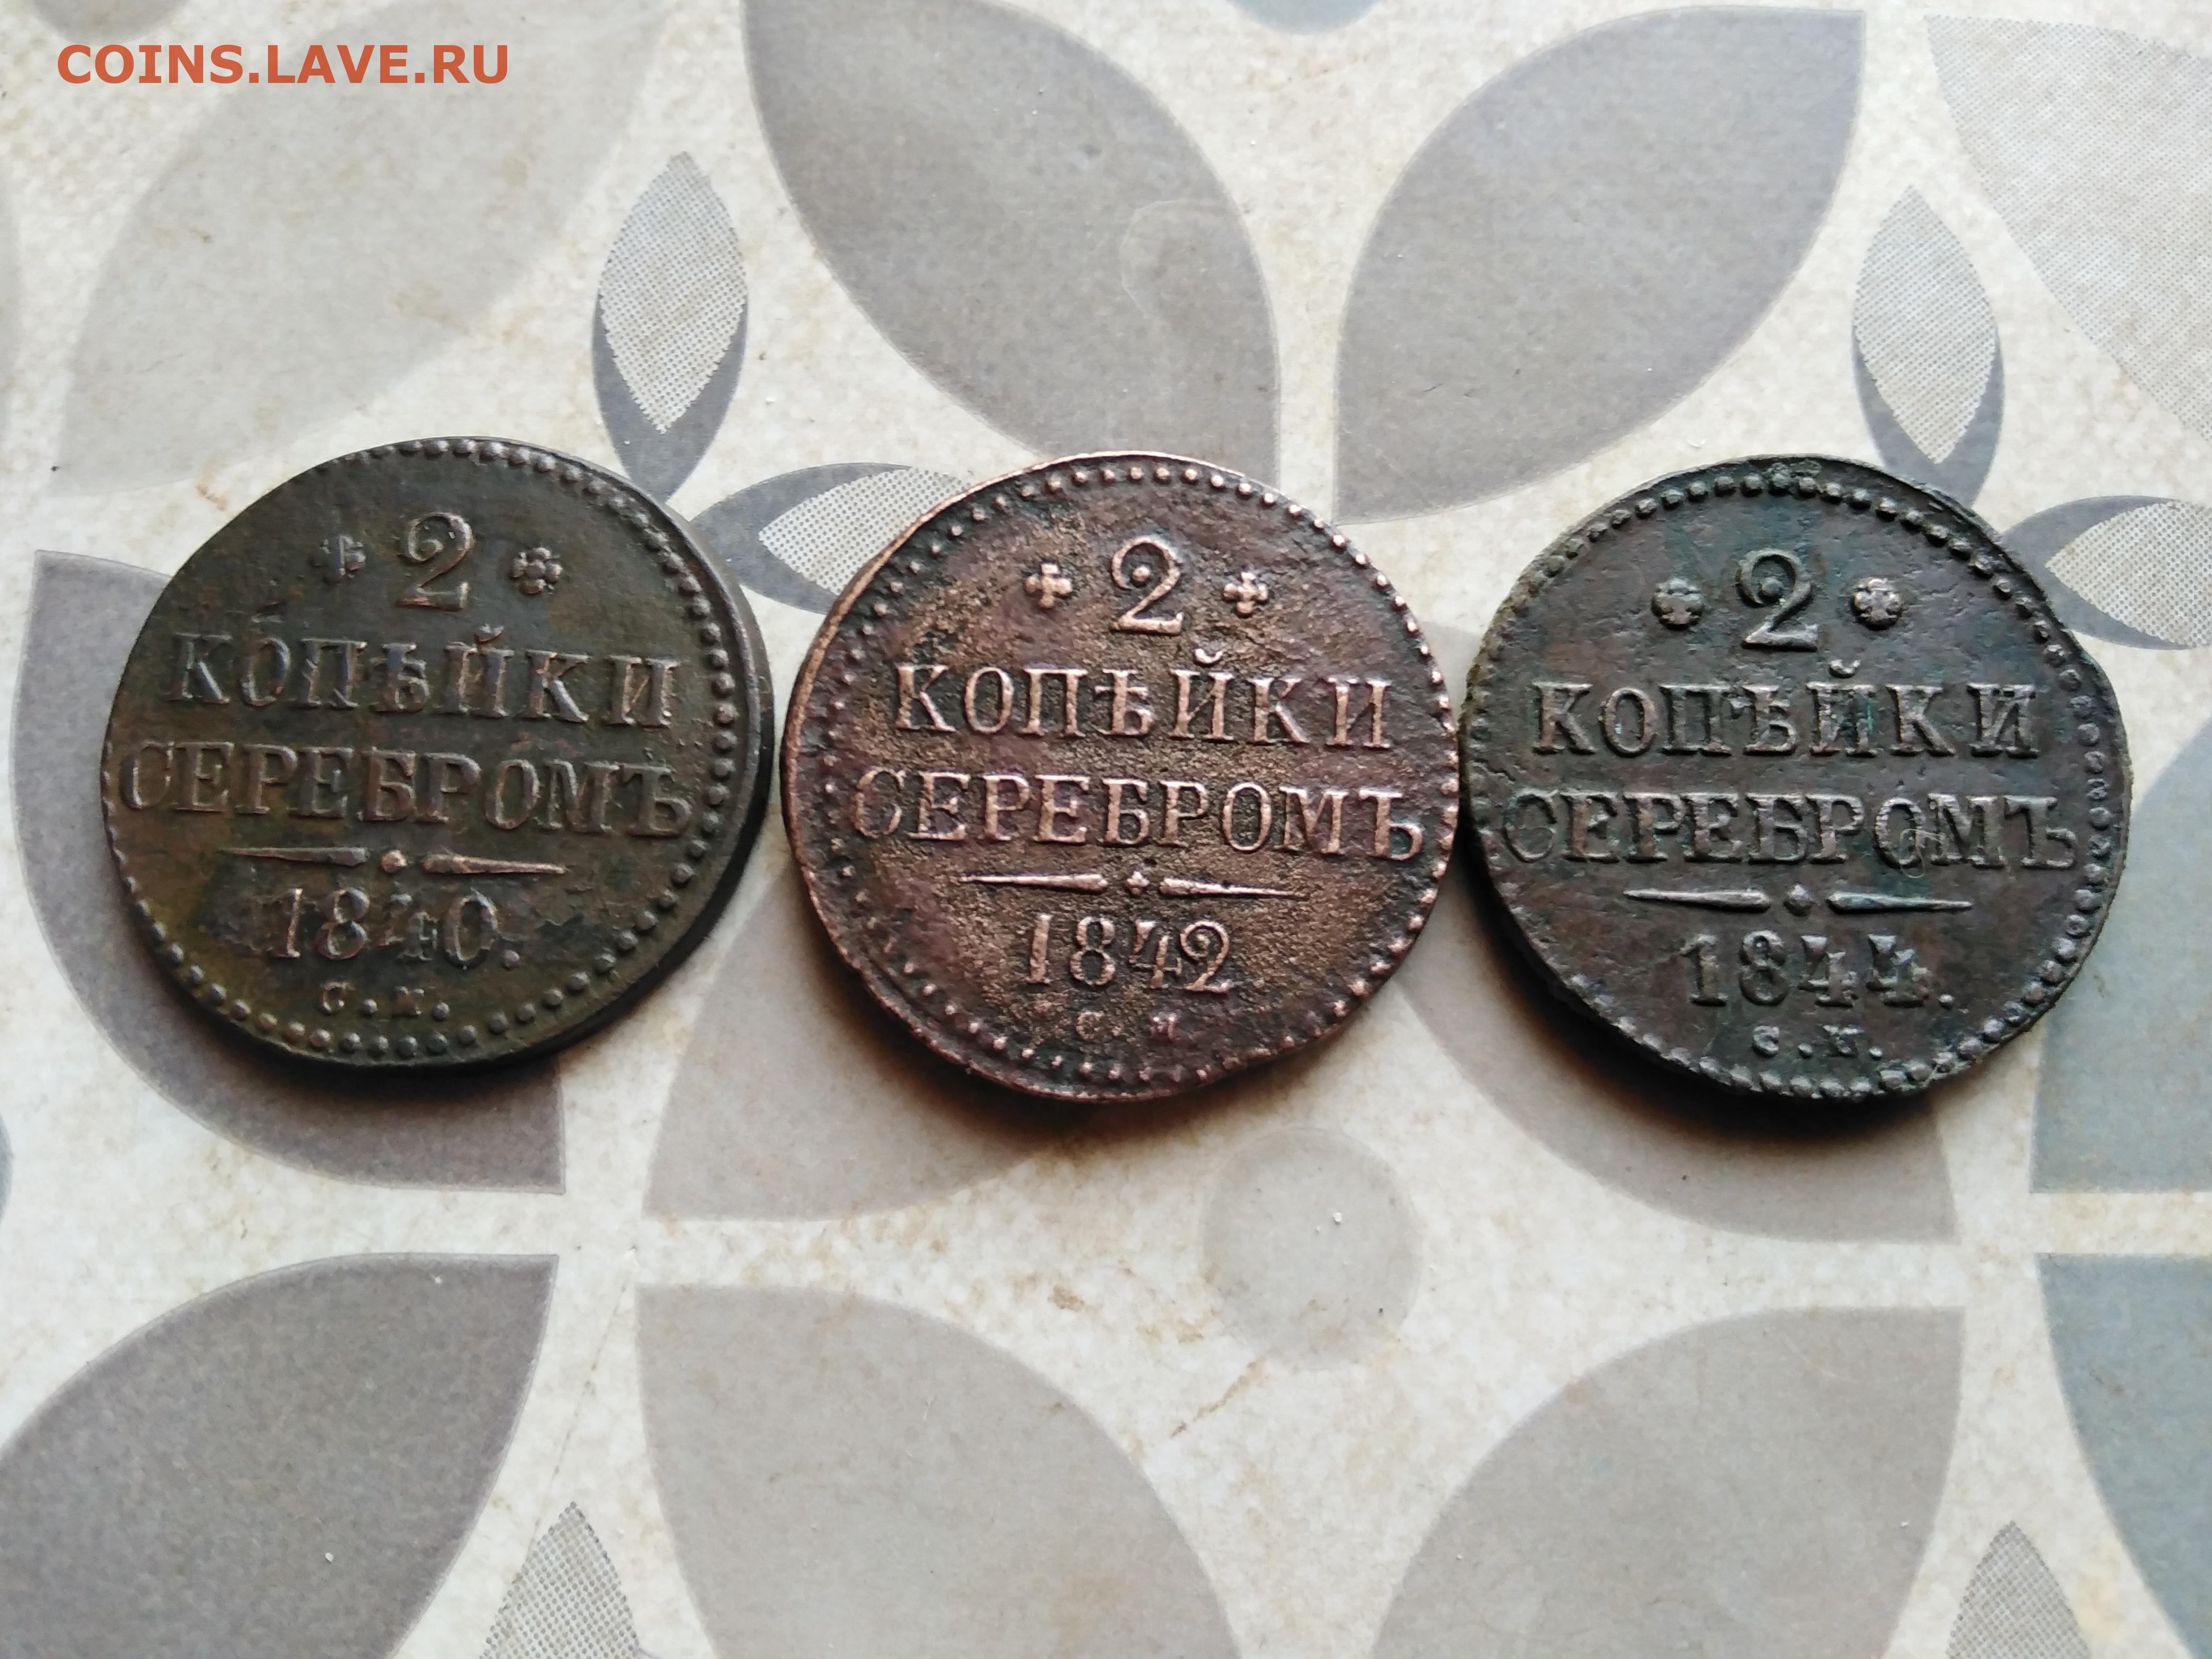 COINS.LAVE.RU
2
КОПѢЙКИ
СЕРЕБРОМЪ
1840.
С.М.
2
КОПѢЙКИ
СЕРЕБРОМЪ
1842
С М
2
КОПѢЙКИ
СЕРЕБРОМЪ
1844.
С.М.